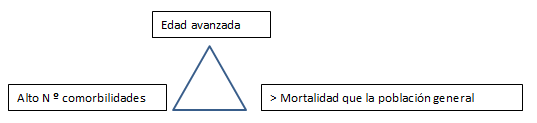 Edad avanzada
Alto N º comorbilidades
> Mortalidad que la población general